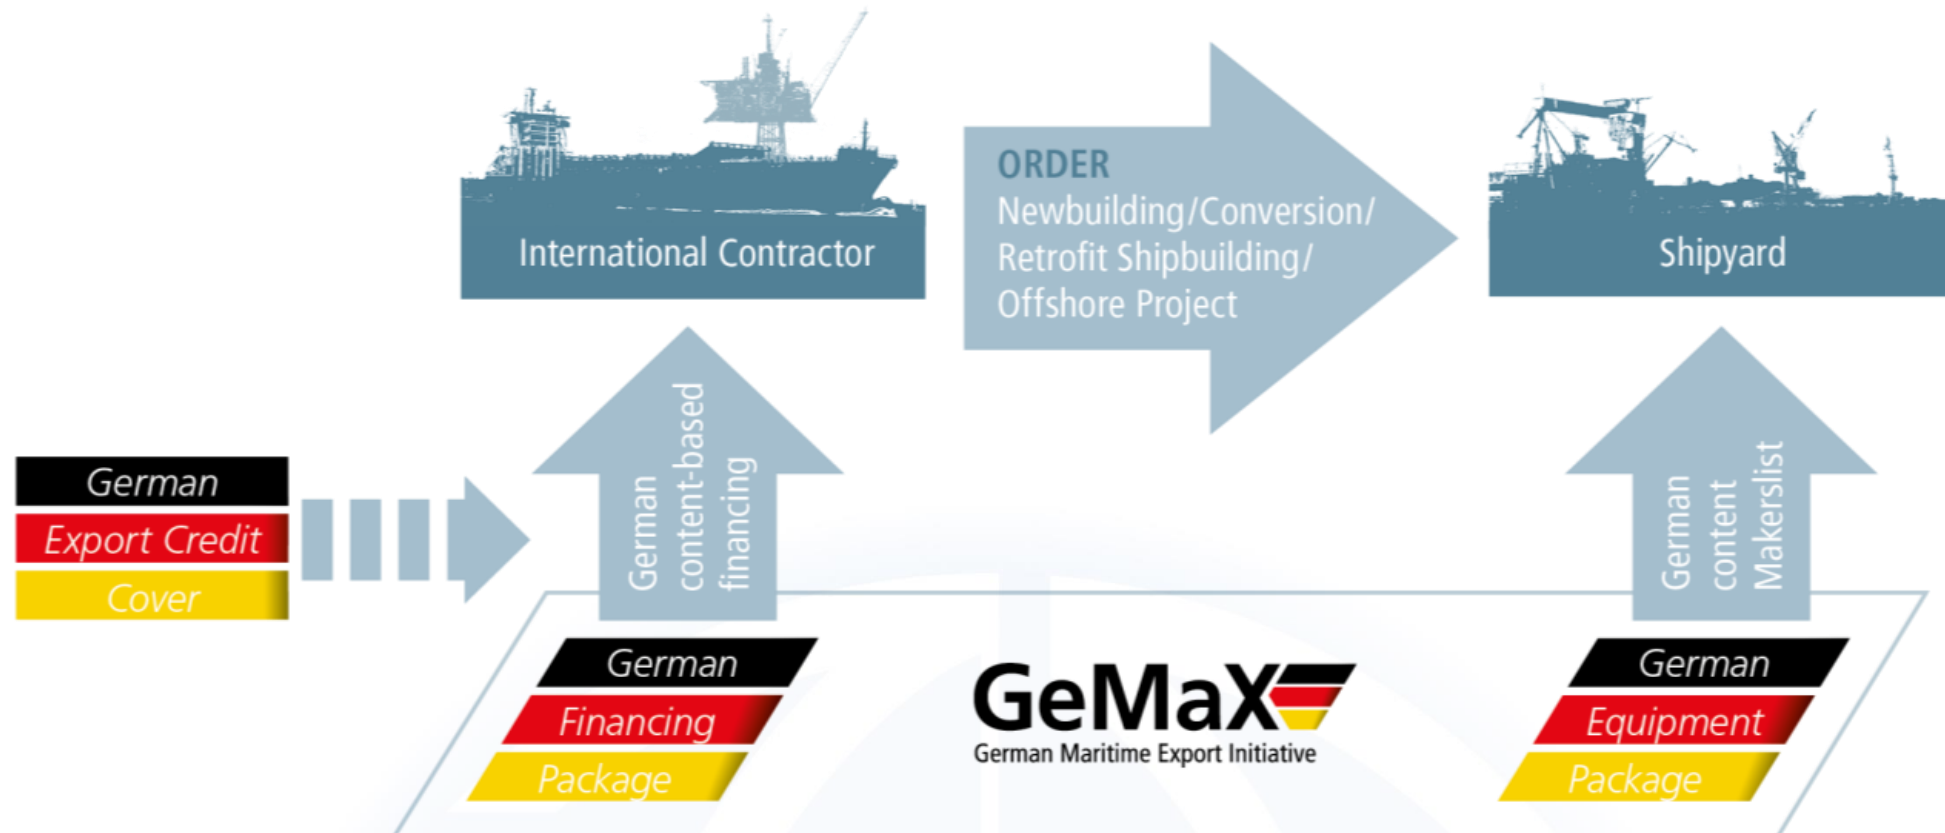 International Contractor
ORDER
Newbuilding/Conversion/
Retrofit Shipbuilding/
Offshore Project
Shipyard
German
Export Credit
Cover
German
content-based
financing
German
content
Makerslist
German
Financing
Package
GeMaX
German Maritime Export Initiative
German
Equipment
Package